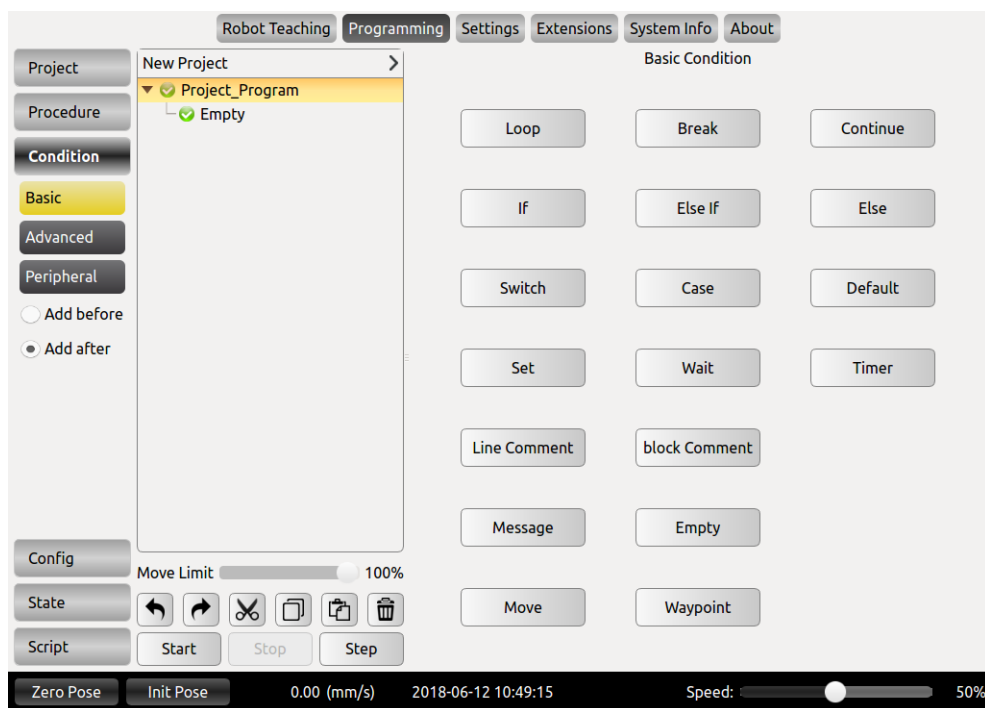 Robot Teaching Programming Settings Extensions System Info About
Project
Procedure
Condition
Basic
Advanced
Peripheral
Add before
Add after
Config
State
Script
New Project
Project_Program
Empty
Move Limit 100%
Start Stop Step
Basic Condition
Loop Break Continue
If Else If Else
Switch Case Default
Set Wait Timer
Line Comment block Comment
Message Empty
Move Waypoint
Zero Pose Init Pose 0.00 (mm/s) 2018-06-12 10:49:15 Speed: 50%